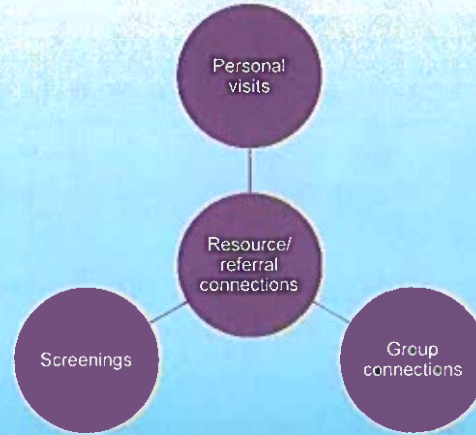 Personal
visits
Resource/
referral
connections
Screenings
Group
connections